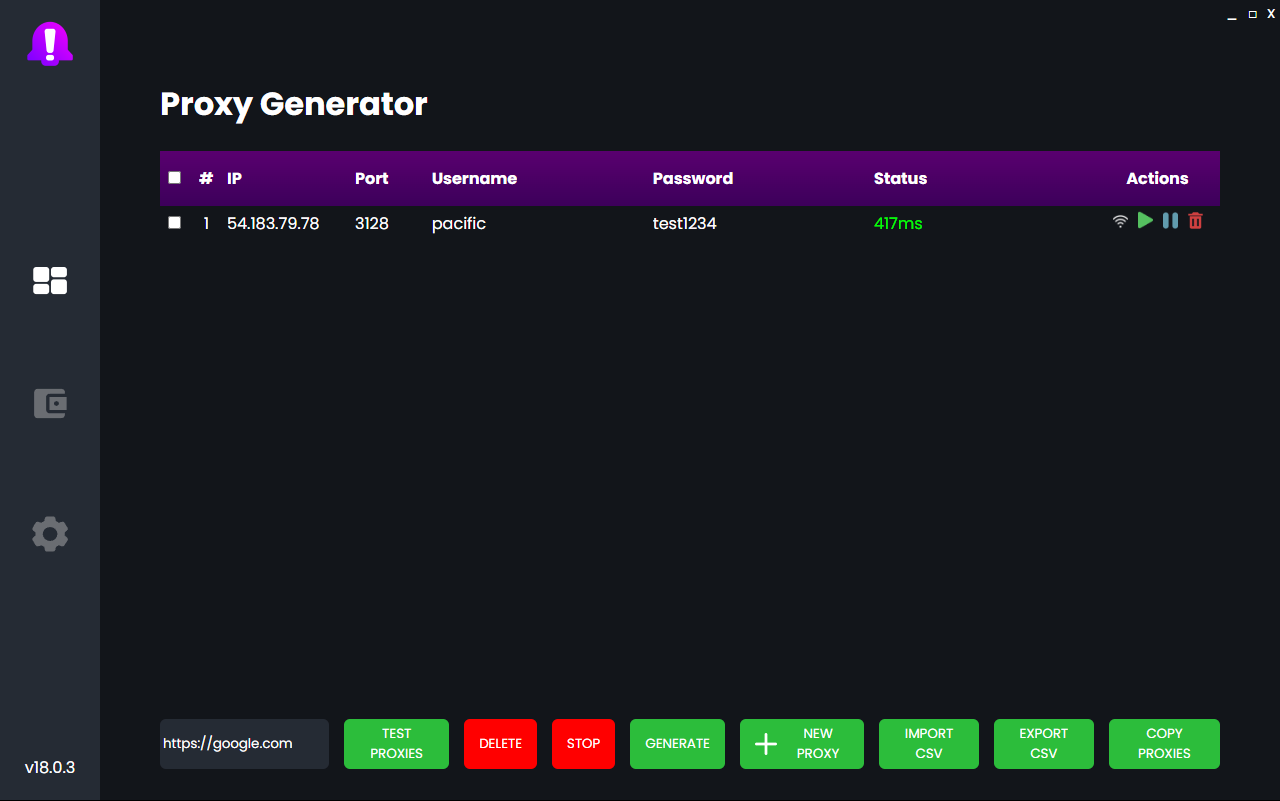 _ □ X
Proxy Generator
# IP Port Username Password Status Actions
1 54.183.79.78 3128 pacific test1234 417ms
https://google.com
TEST
PROXIES
DELETE
STOP
GENERATE
NEW
PROXY
IMPORT
CSV
EXPORT
CSV
COPY
PROXIES
v18.0.3